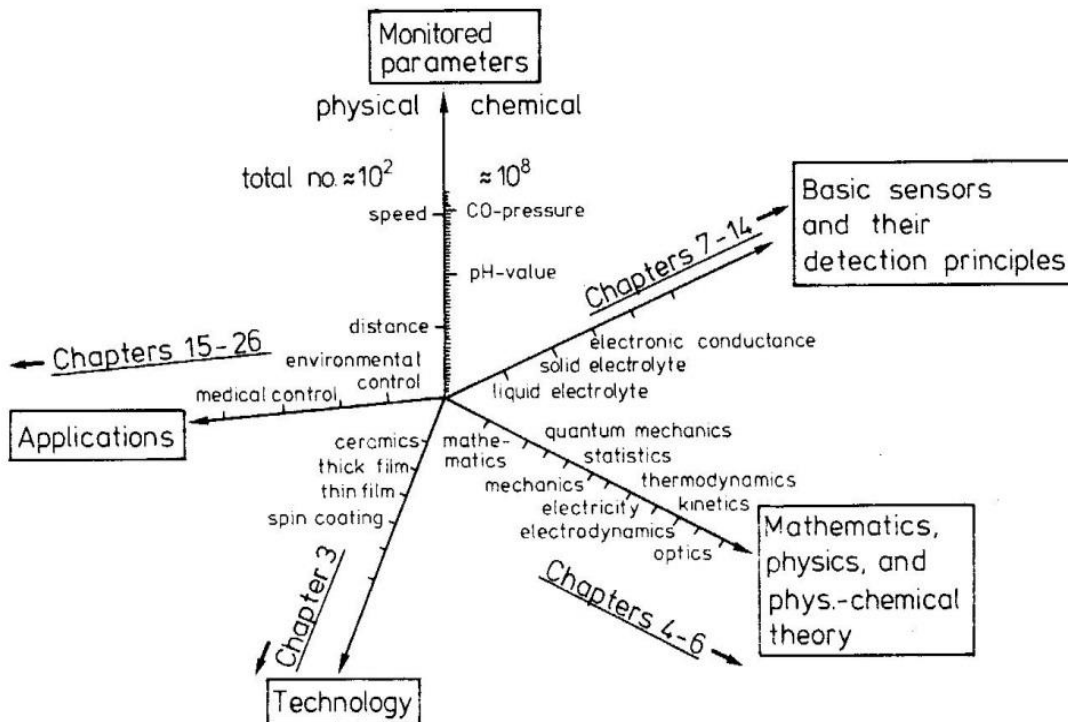 Monitored
parameters
physical chemical
total no. ≈10² ≈10⁸
speed CO-pressure
pH-value
distance
Basic sensors
and their
detection principles
Chapters 7-14
electronic conductance
solid electrolyte
liquid electrolyte
Chapters 15-26
environmental
control
medical control
Applications
ceramics
thick film
thin film
spin coating
Chapter 3
Technology
mathe-
matics
quantum mechanics
statistics
mechanics
thermodynamics
kinetics
electricity
electrodynamics
optics
Chapters 4-6
Mathematics,
physics, and
phys.-chemical
theory